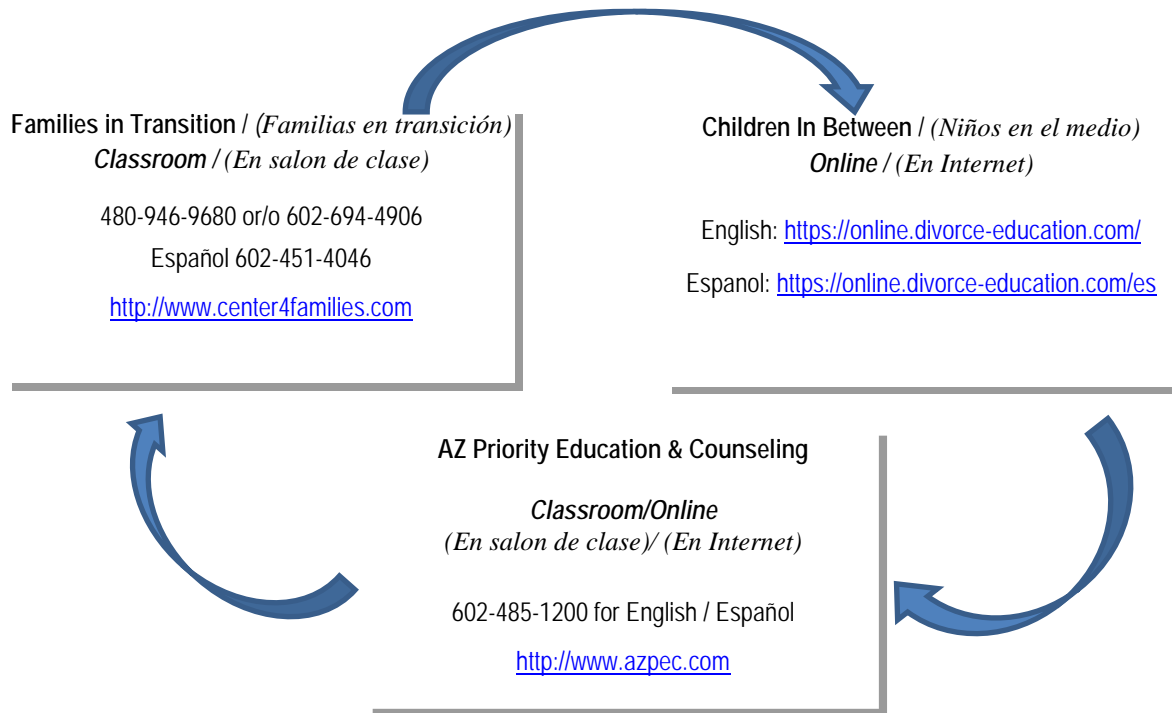 Families in Transition / (Familias en transición)
Classroom / (En salon de clase)
480-946-9680 or/o 602-694-4906
Español 602-451-4046
http://www.center4families.com
Children In Between / (Niños en el medio)
Online / (En Internet)
English: https://online.divorce-education.com/
Espanol: https://online.divorce-education.com/es
AZ Priority Education & Counseling
Classroom/Online
(En salon de clase)/ (En Internet)
602-485-1200 for English / Español
http://www.azpec.com